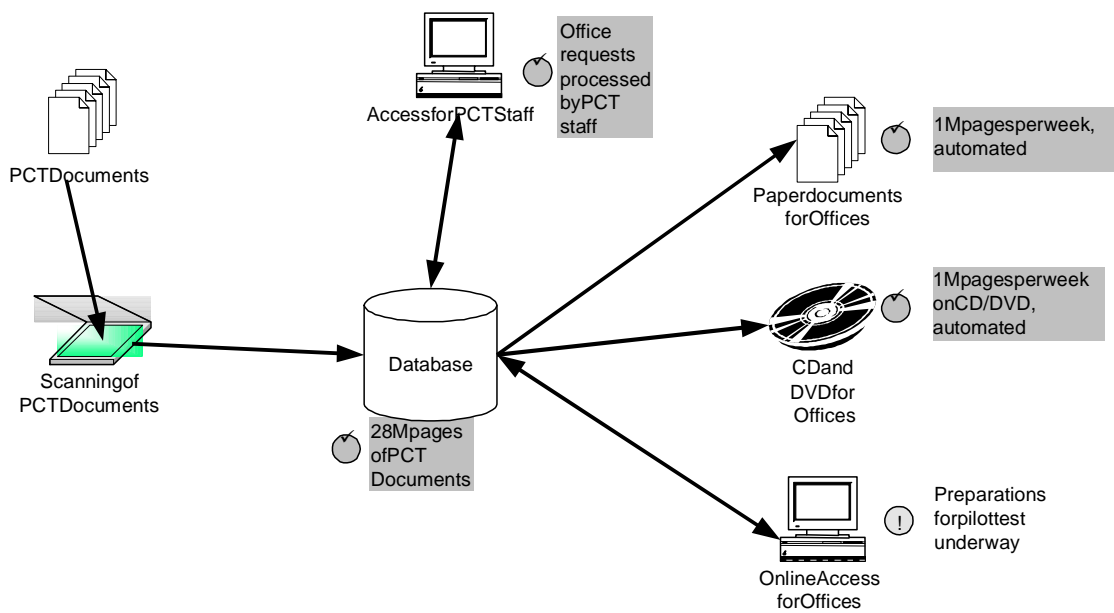 PCTDocuments
Scanningof
PCTDocuments
AccessforPCTStaff
Office
requests
processed
byPCT
staff
Database
28Mpages
ofPCT
Documents
Paperdocuments
forOffices
1Mpagesperweek,
automated
CDand
DVDfor
Offices
1Mpagesperweek
onCD/DVD,
automated
OnlineAccess
forOffices
!
Preparations
forpilottest
underway